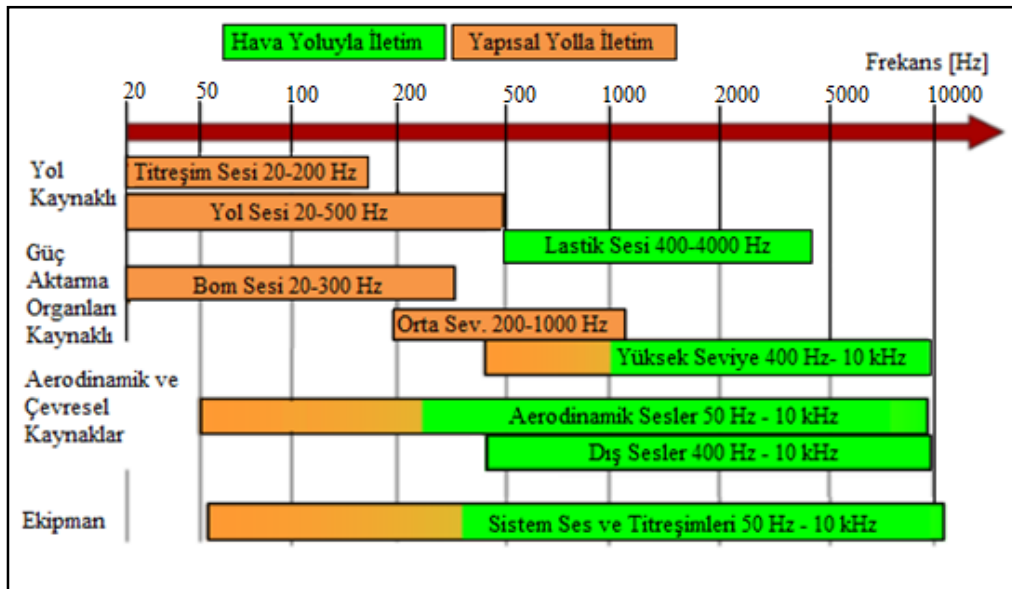 Hava Yoluyla İletim
Yapısal Yolla İletim
Frekans [Hz]
20 50 100 200 500 1000 2000 5000 10000
Yol
Kaynaklı
Titreşim Sesi 20-200 Hz
Yol Sesi 20-500 Hz
Lastik Sesi 400-4000 Hz
Güç
Aktarma
Organları
Kaynaklı
Bom Sesi 20-300 Hz
Orta Sev. 200-1000 Hz
Yüksek Seviye 400 Hz- 10 kHz
Aerodinamik ve
Çevresel
Kaynaklar
Aerodinamik Sesler 50 Hz - 10 kHz
Dış Sesler 400 Hz - 10 kHz
Ekipman
Sistem Ses ve Titreşimleri 50 Hz - 10 kHz